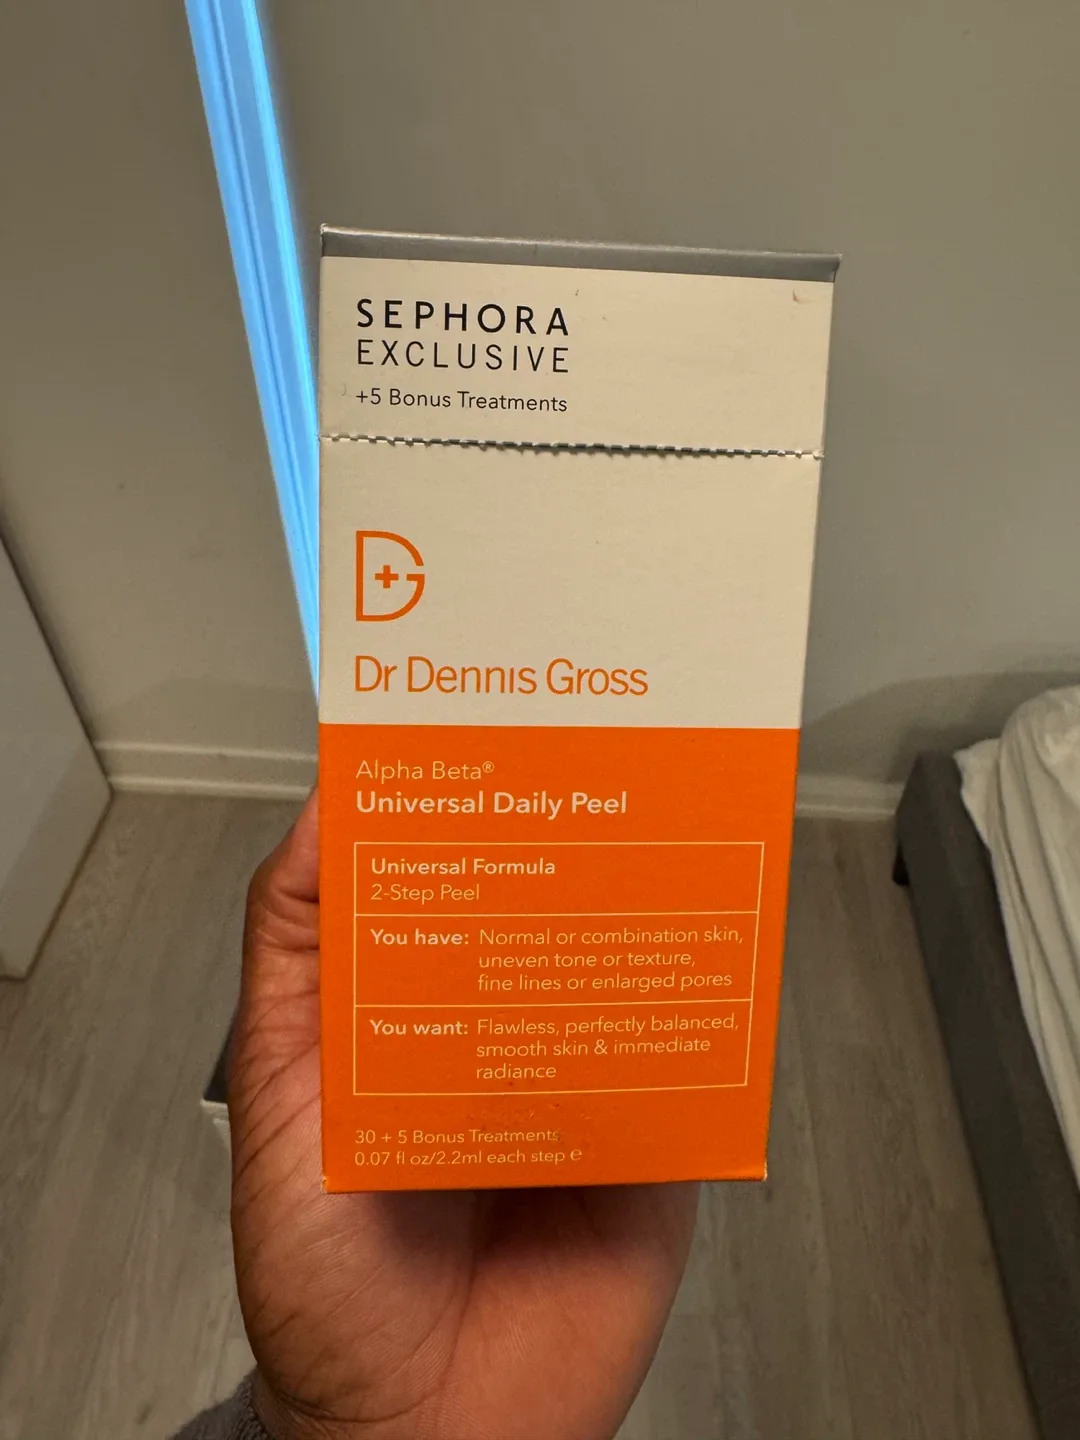 SEPHORA
EXCLUSIVE
+5 Bonus Treatments
DG
Dr Dennis Gross
Alpha Beta®
Universal Daily Peel
Universal Formula
2-Step Peel
You have: Normal or combination skin,
uneven tone or texture,
fine lines or enlarged pores
You want: Flawless, perfectly balanced,
smooth skin & immediate
radiance
30 + 5 Bonus Treatments
0.07 fl oz/2.2ml each step ℮